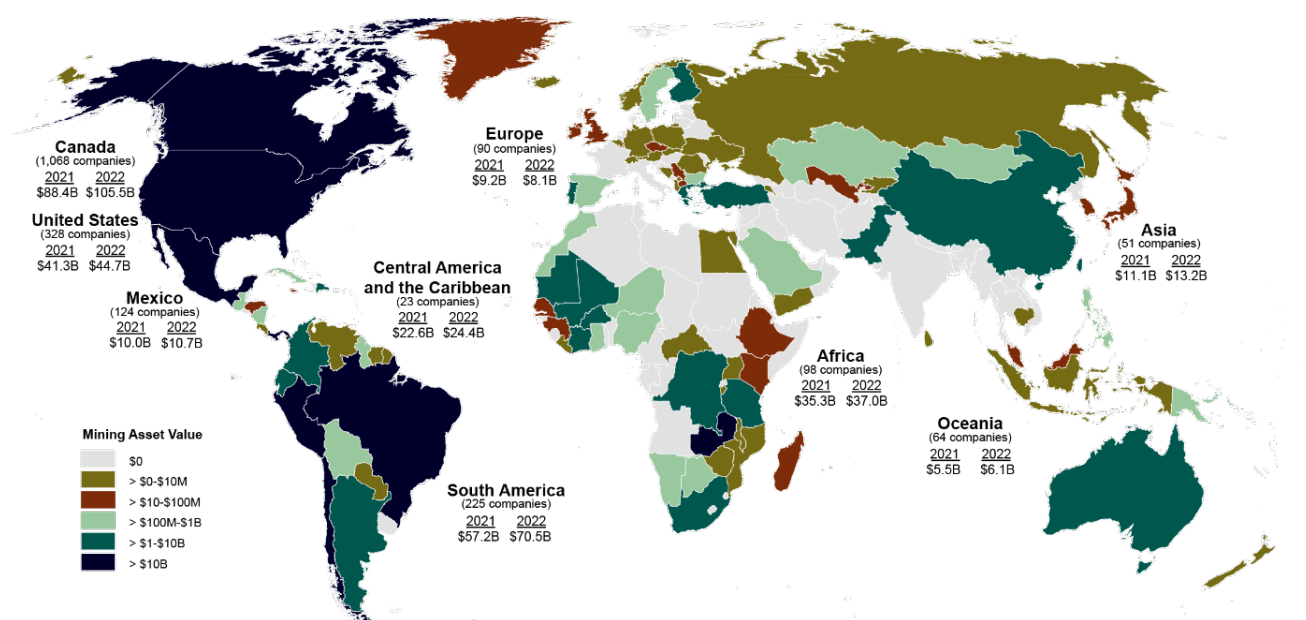 Canada
(1,068 companies)
2021 2022
$88.4B $105.5B
United States
(328 companies)
2021 2022
$41.3B $44.7B
Mexico
(124 companies)
2021 2022
$10.0B $10.7B
Central America
and the Caribbean
(23 companies)
2021 2022
$22.6B $24.4B
South America
(225 companies)
2021 2022
$57.2B $70.5B
Europe
(90 companies)
2021 2022
$9.2B $8.1B
Africa
(98 companies)
2021 2022
$35.3B $37.0B
Asia
(51 companies)
2021 2022
$11.1B $13.2B
Oceania
(64 companies)
2021 2022
$5.5B $6.1B
Mining Asset Value
$0
> $0-$10M
> $10-$100M
> $100M-$1B
> $1-$10B
> $10B